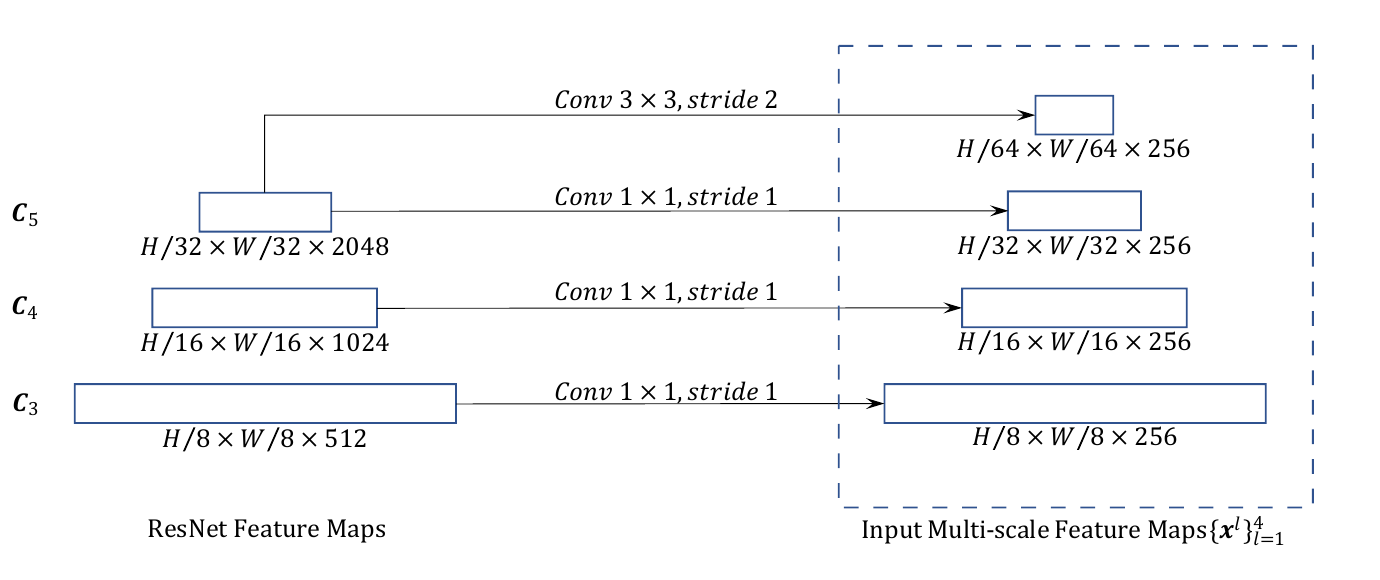 Conv 3 × 3, stride 2
H/64 × W/64 × 256
C₅
Conv 1 × 1, stride 1
H/32 × W/32 × 2048
H/32 × W/32 × 256
C₄
Conv 1 × 1, stride 1
H/16 × W/16 × 1024
H/16 × W/16 × 256
C₃
Conv 1 × 1, stride 1
H/8 × W/8 × 512
H/8 × W/8 × 256
ResNet Feature Maps
Input Multi-scale Feature Maps{xˡ}⁴ₗ₌₁